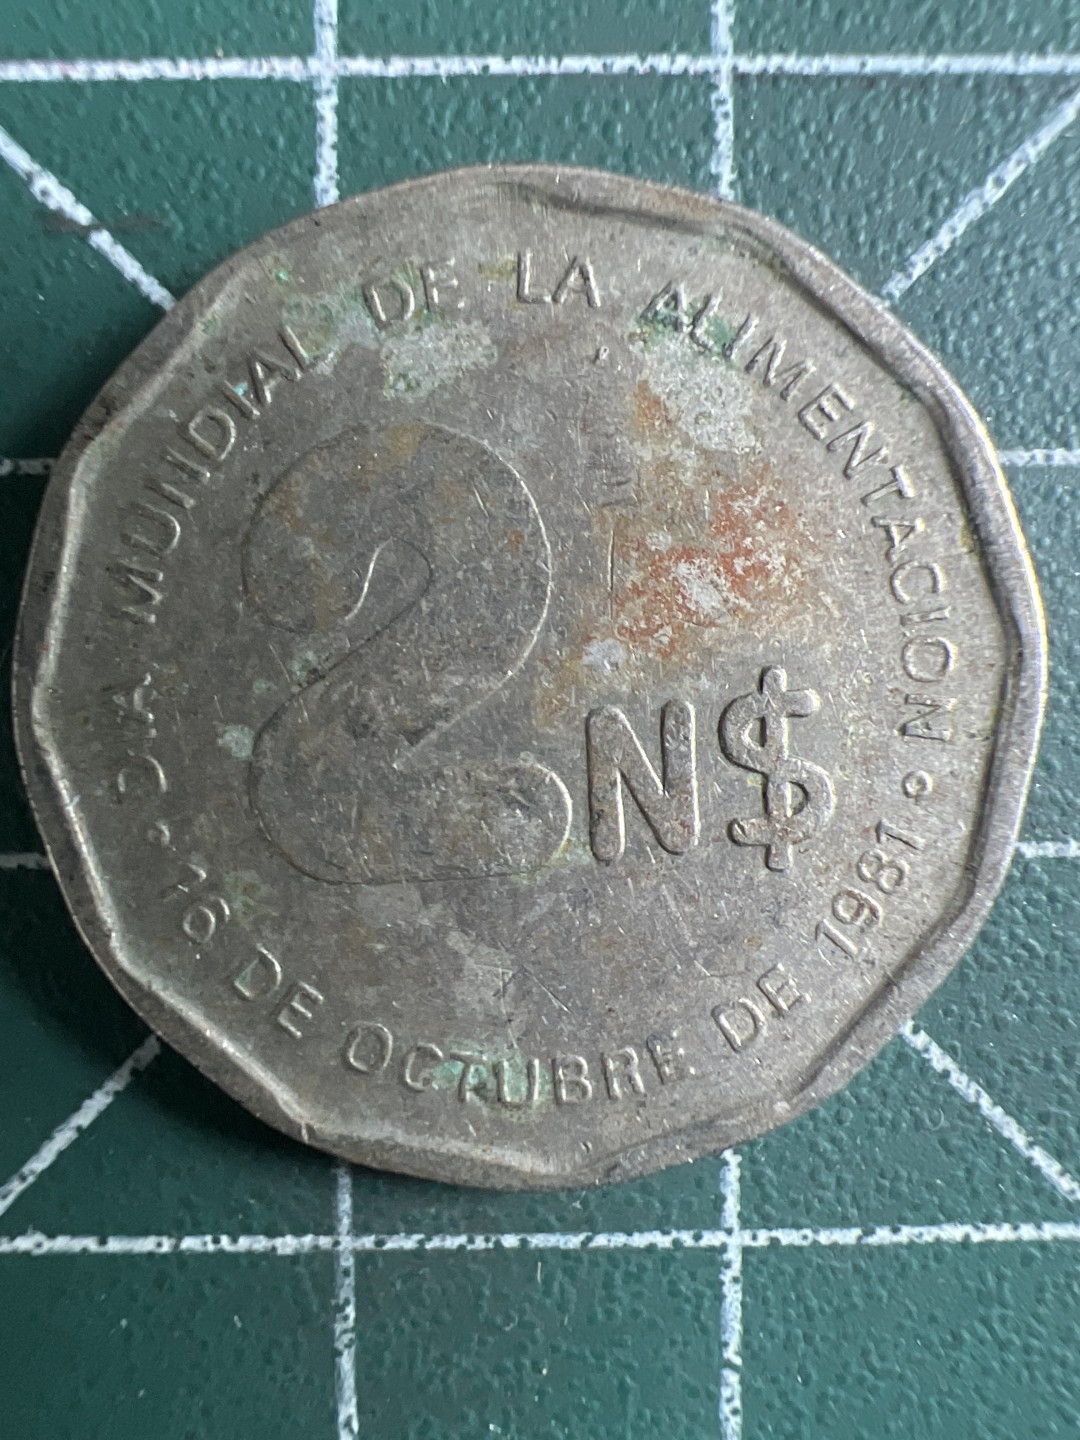 DIA MUNDIAL DE LA ALIMENTACION
2 N$
16 DE OCTUBRE DE 1981